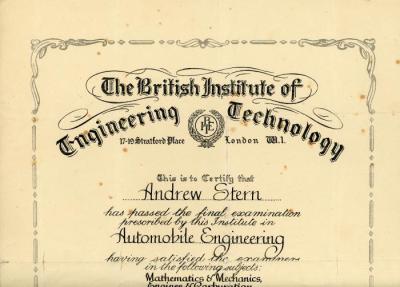 The British Institute of
Engineering Technology
17-19 Stratford Place London W.1.
This is to Certify that
Andrew Stern
has passed the final examination
prescribed by this Institute in
Automobile Engineering
having satisfied the examiners
in the following subjects:
Mathematics & Mechanics,
Engines & Carburation